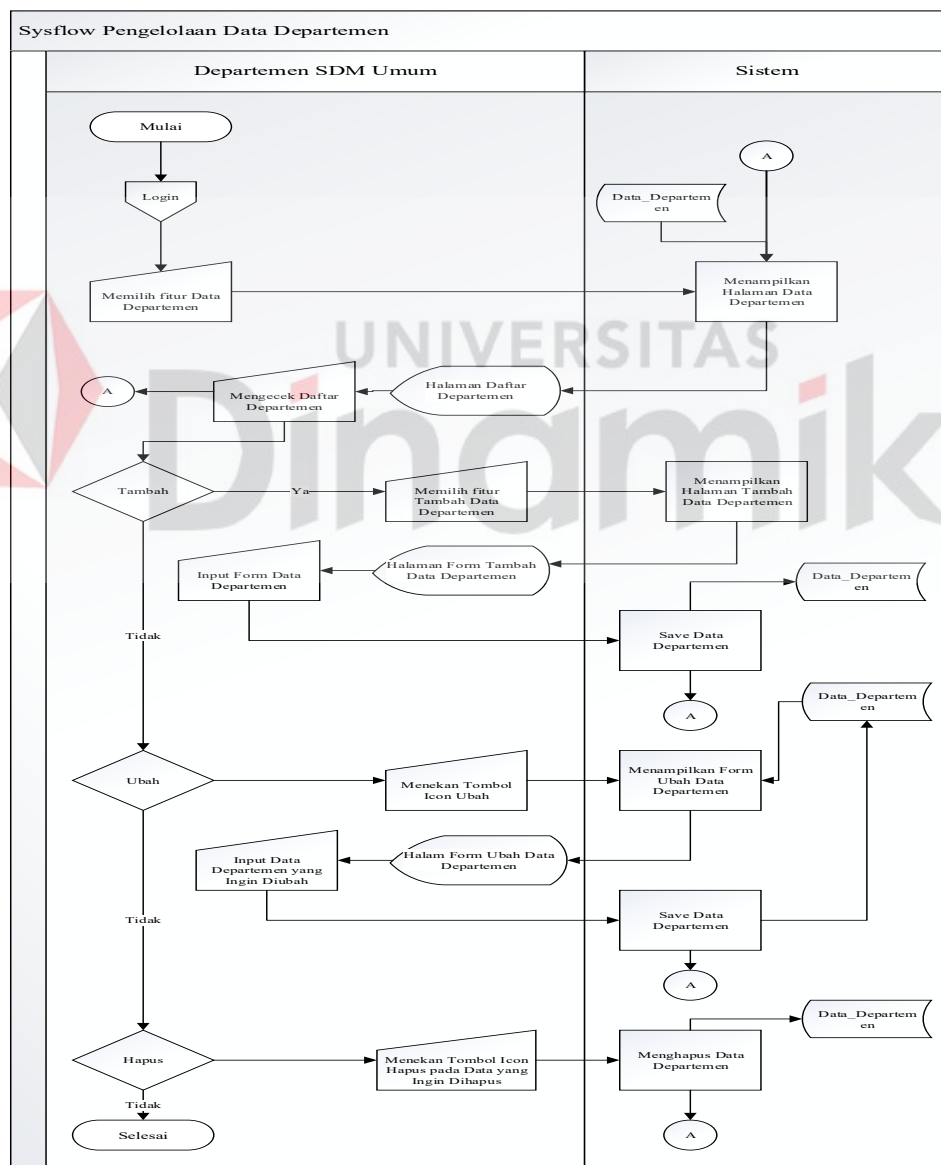 Sysflow Pengelolaan Data Departemen
Departemen SDM Umum
Sistem
Mulai
A
Login
Data_Departem
en
Memilih fitur Data
Departemen
Menampilkan
Halaman Data
Departemen
UNIVERSITAS
Dinamika
A
Mengecek Daftar
Departemen
Halaman Daftar
Departemen
Tambah
Ya
Memilih fitur
Tambah Data
Departemen
Menampilkan
Halaman Tambah
Data Departemen
Input Form Data
Departemen
Halaman Form Tambah
Data Departemen
Data_Departem
en
Tidak
Save Data
Departemen
A
Data_Departem
en
Ubah
Menekan Tombol
Icon Ubah
Menampilkan Form
Ubah Data
Departemen
Input Data
Departemen yang
Ingin Diubah
Halam Form Ubah Data
Departemen
Tidak
Save Data
Departemen
A
Data_Departem
en
Hapus
Menekan Tombol Icon
Hapus pada Data yang
Ingin Dihapus
Menghapus Data
Departemen
Tidak
Selesai
A